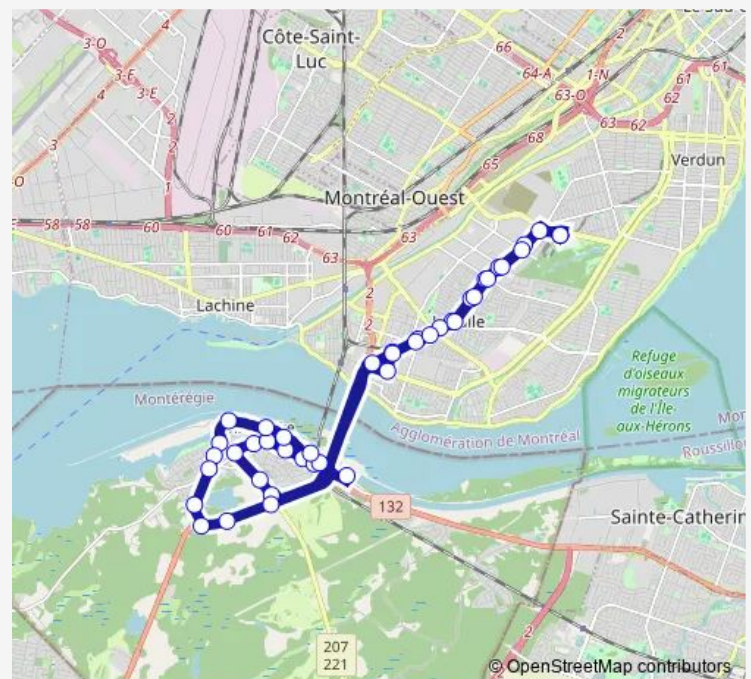 Côte-Saint-
Luc
4
3-O
3-E
3-E
4
2
2
1
3
66
64-A
2
1-N
63-O
61
61
62
63
62
68
65
Verdun
Montréal-Ouest
58
58
60
60
61
62
63
63
2
2
Lachine
Refuge
d'oiseaux
migrateurs
de l'Île
aux-Hérons
Montérégie
Agglomération de Montréal
Roussillon
132
Sainte-Catherin
2
207
221
© OpenStreetMap contributors